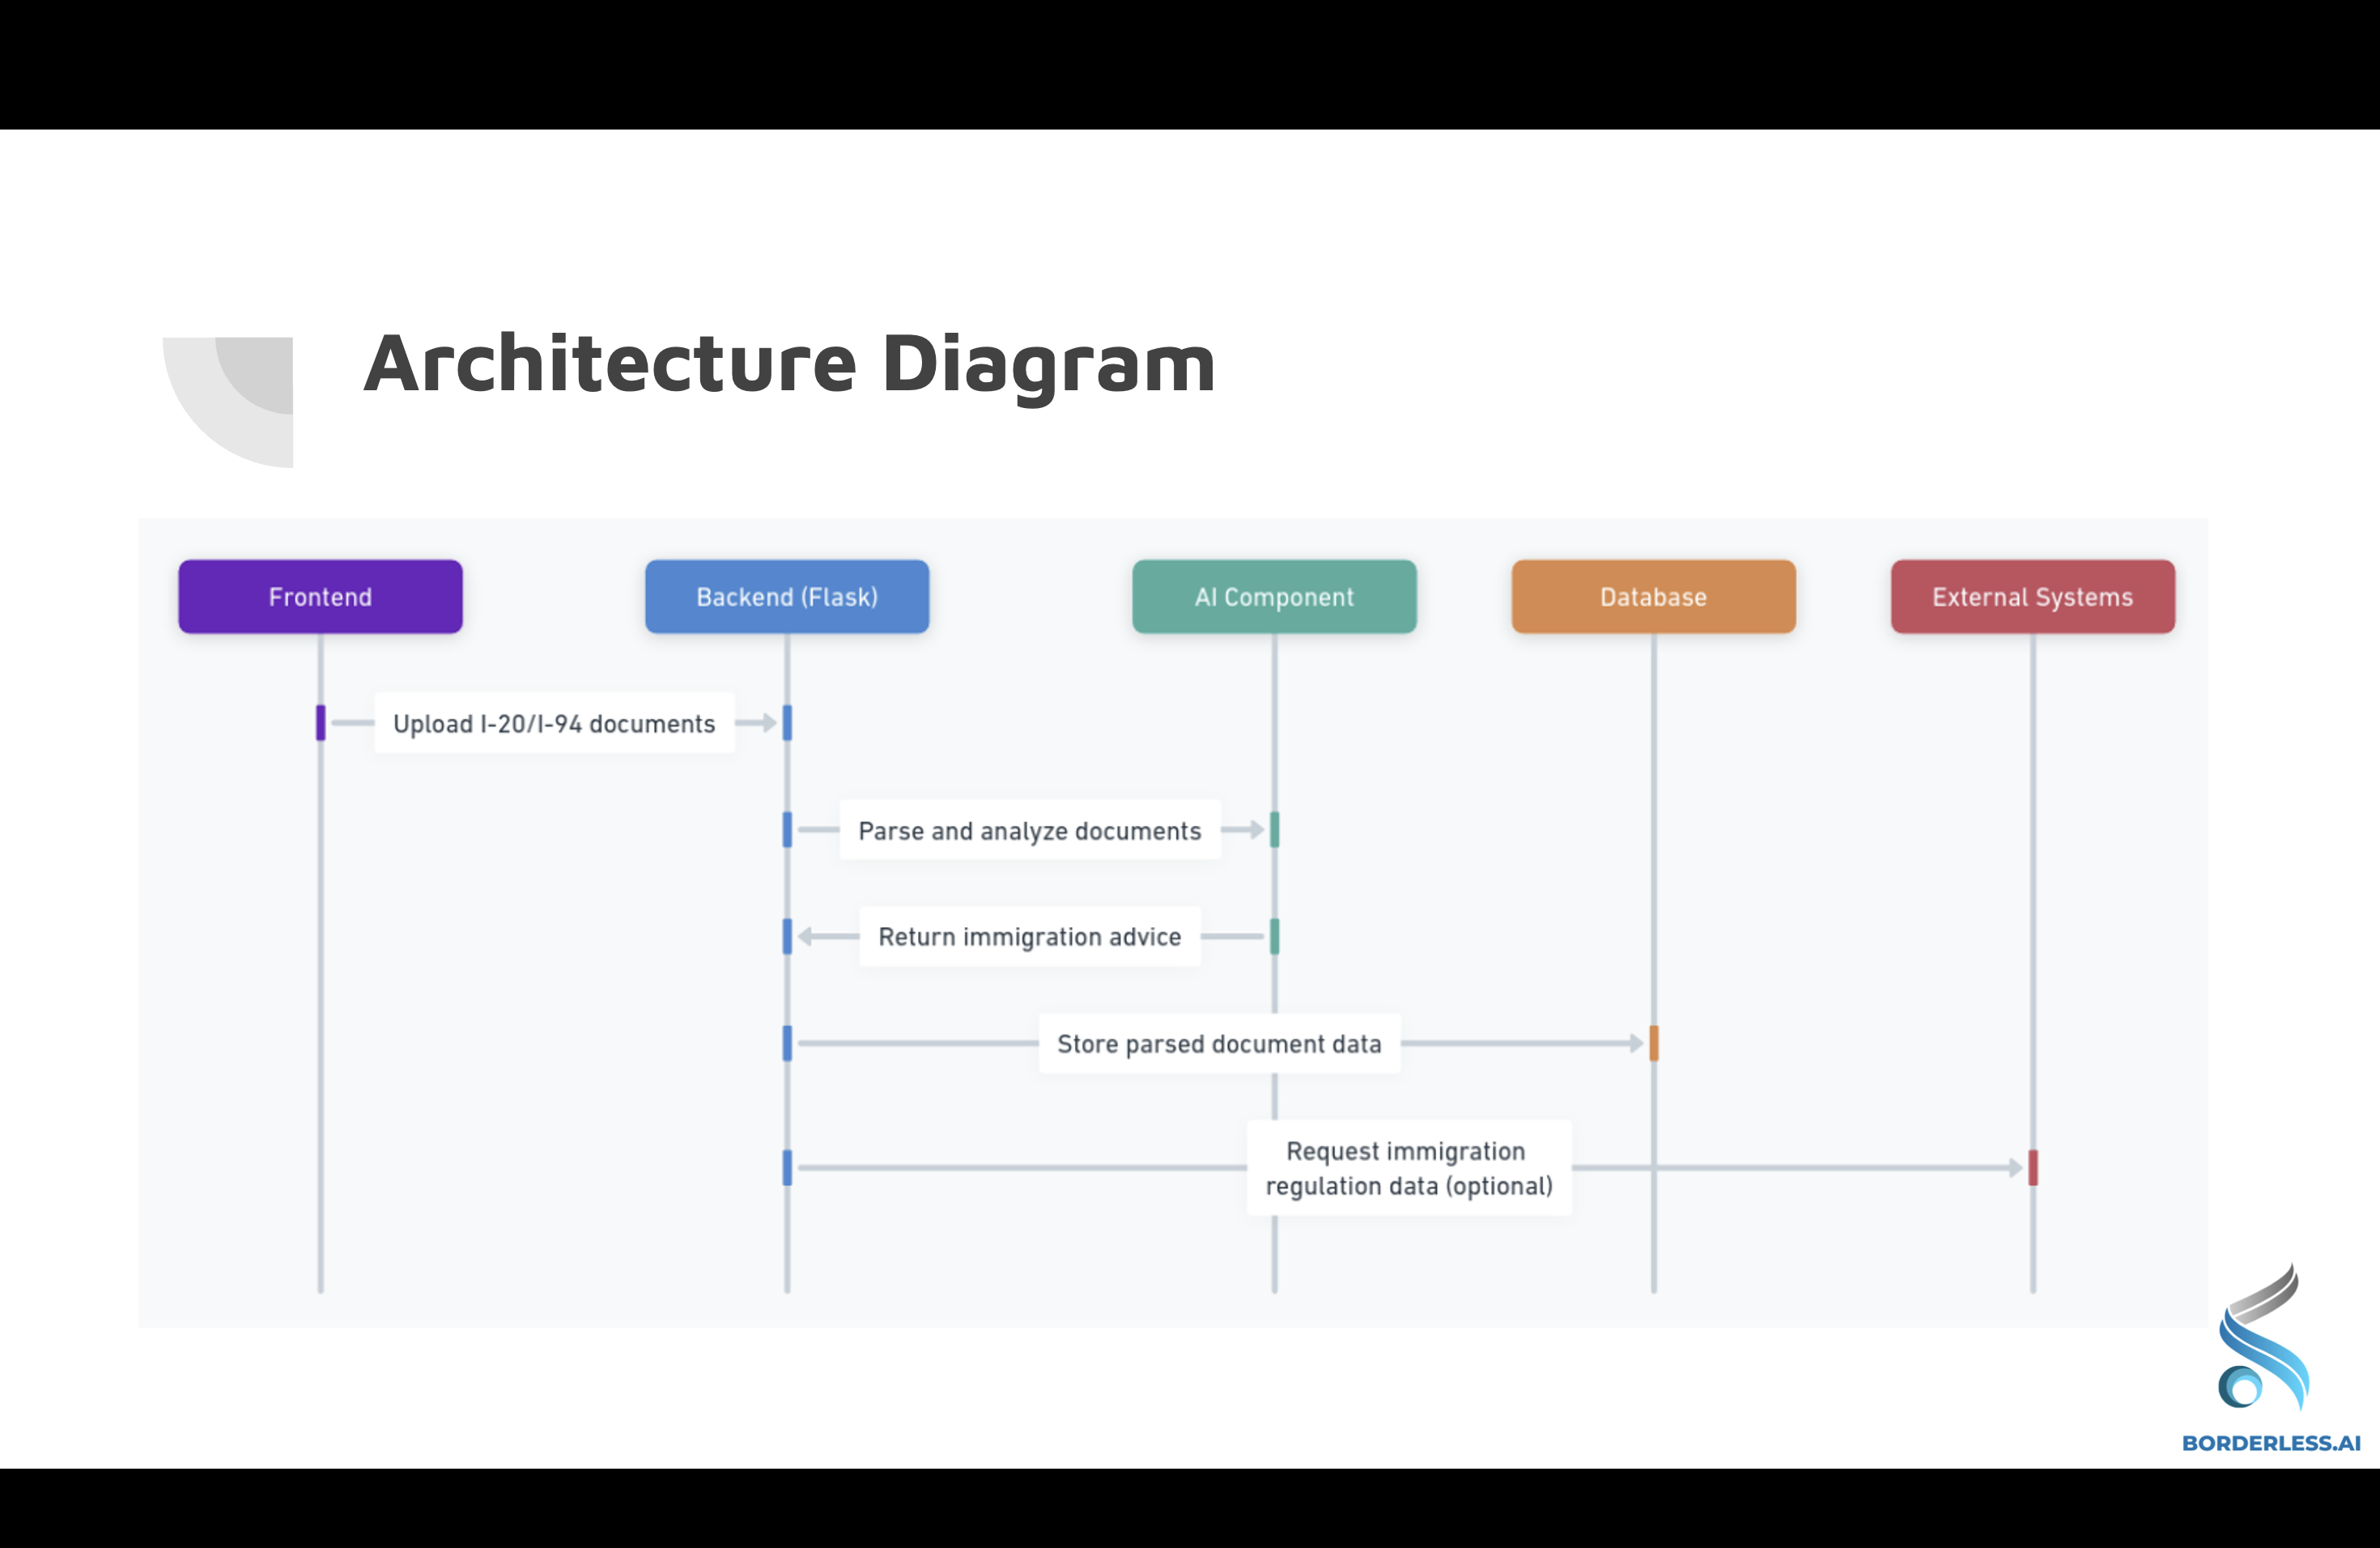 Architecture Diagram
Frontend
Backend (Flask)
AI Component
Database
External Systems
Upload I-20/I-94 documents
Parse and analyze documents
Return immigration advice
Store parsed document data
Request immigration
regulation data (optional)
BORDERLESS.AI